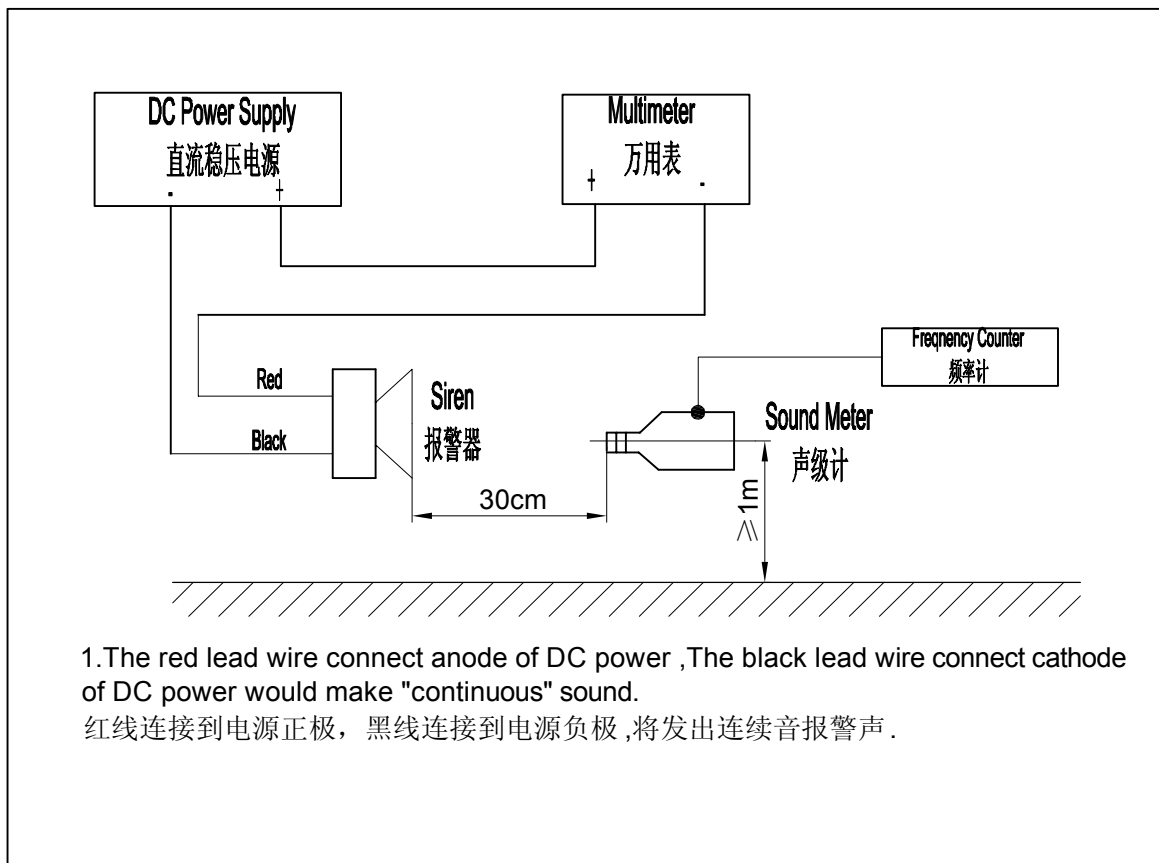 DC Power Supply
直流稳压电源
- +
Multimeter
万用表
+ -
Freqnency Counter
频率计
Red
Black
Siren
报警器
Sound Meter
声级计
30cm
≥1m
1.The red lead wire connect anode of DC power ,The black lead wire connect cathode
of DC power would make "continuous" sound.
红线连接到电源正极，黑线连接到电源负极,将发出连续音报警声.